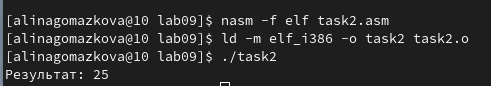 [alinagomazkova@10 lab09]$ nasm -f elf task2.asm
[alinagomazkova@10 lab09]$ ld -m elf_i386 -o task2 task2.o
[alinagomazkova@10 lab09]$ ./task2
Результат: 25